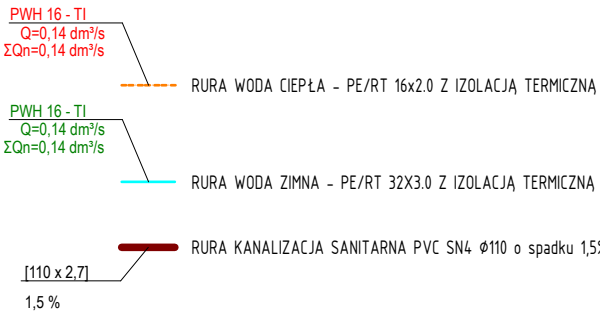 PWH 16 - TI
Q=0,14 dm³/s
ΣQn=0,14 dm³/s
RURA WODA CIEPŁA - PE/RT 16x2.0 Z IZOLACJĄ TERMICZNĄ
PWH 16 - TI
Q=0,14 dm³/s
ΣQn=0,14 dm³/s
RURA WODA ZIMNA - PE/RT 32X3.0 Z IZOLACJĄ TERMICZNĄ
RURA KANALIZACJA SANITARNA PVC SN4 Ø110 o spadku 1,5%
[110 x 2,7]
1,5 %